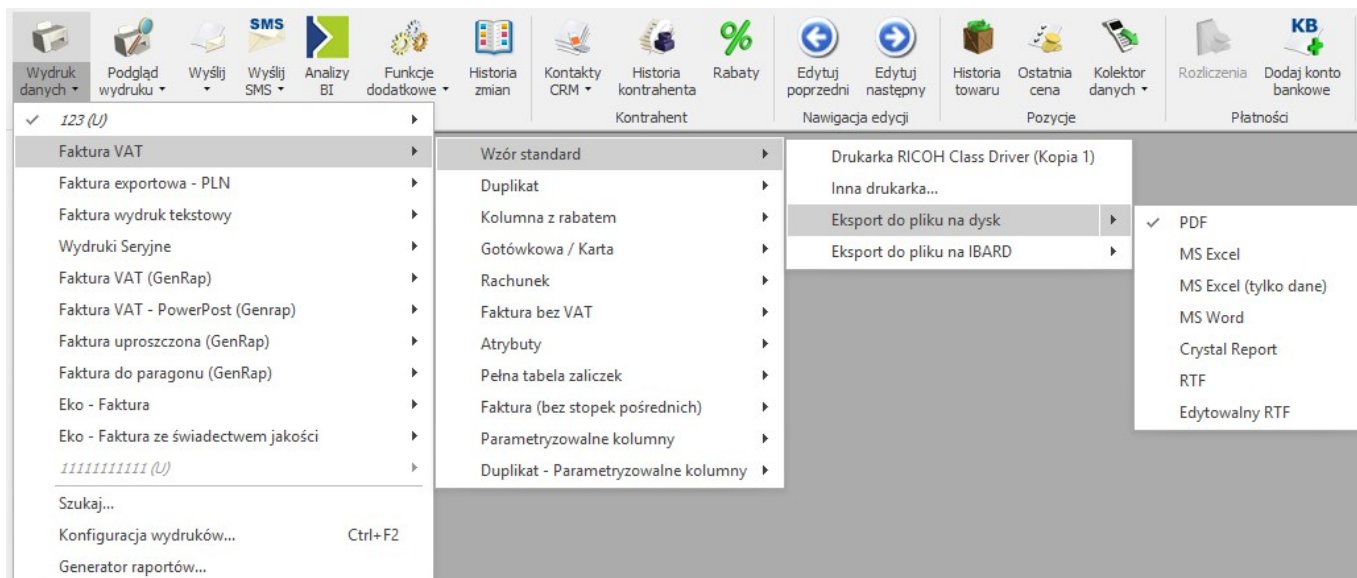 SMS
KB
Wydruk danych
Podgląd wydruku
Wyślij
Wyślij SMS
Analizy BI
Funkcje dodatkowe
Historia zmian
Kontakty CRM
Historia kontrahenta
Rabaty
Edytuj poprzedni
Edytuj następny
Historia towaru
Ostatnia cena
Kolektor danych
Rozliczenia
Dodaj konto bankowe
Kontrahent
Nawigacja edycji
Pozycje
Płatności
123 (U)
Faktura VAT
Faktura exportowa - PLN
Faktura wydruk tekstowy
Wydruki Seryjne
Faktura VAT (GenRap)
Faktura VAT - PowerPost (Genrap)
Faktura uproszczona (GenRap)
Faktura do paragonu (GenRap)
Eko - Faktura
Eko - Faktura ze świadectwem jakości
11111111111 (U)
Szukaj...
Konfiguracja wydruków... Ctrl+F2
Generator raportów...
Wzór standard
Duplikat
Kolumna z rabatem
Gotówkowa / Karta
Rachunek
Faktura bez VAT
Atrybuty
Pełna tabela zaliczek
Faktura (bez stopek pośrednich)
Parametryzowalne kolumny
Duplikat - Parametryzowalne kolumny
Drukarka RICOH Class Driver (Kopia 1)
Inna drukarka...
Eksport do pliku na dysk
Eksport do pliku na IBARD
PDF
MS Excel
MS Excel (tylko dane)
MS Word
Crystal Report
RTF
Edytowalny RTF